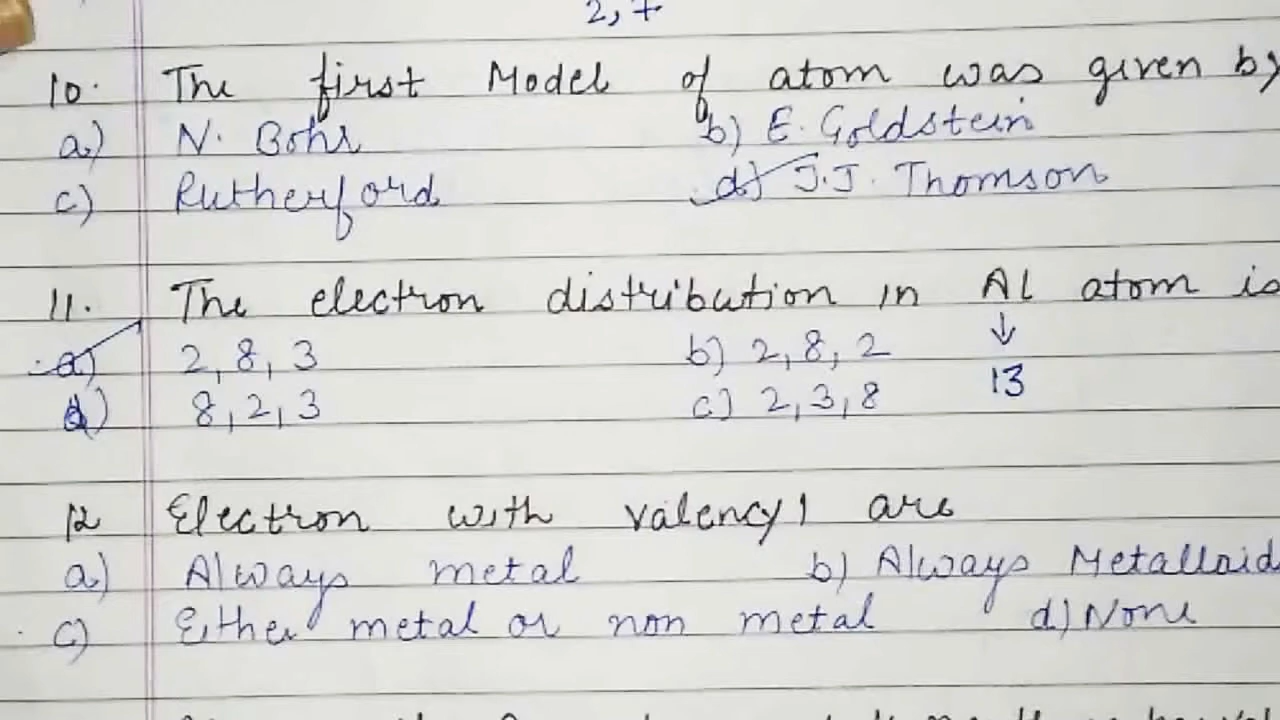 2, 7
10. The first Model of atom was given by
a) N. Bohr b) E. Goldstein
c) Rutherford d) J.J. Thomson
11. The electron distribution in Al atom is
↓
a) 2, 8, 3 b) 2, 8, 2
13
d) 8, 2, 3 c) 2, 3, 8
12 Electron with valency 1 are
a) Always metal b) Always Metalloid
c) Either metal or non metal d) None